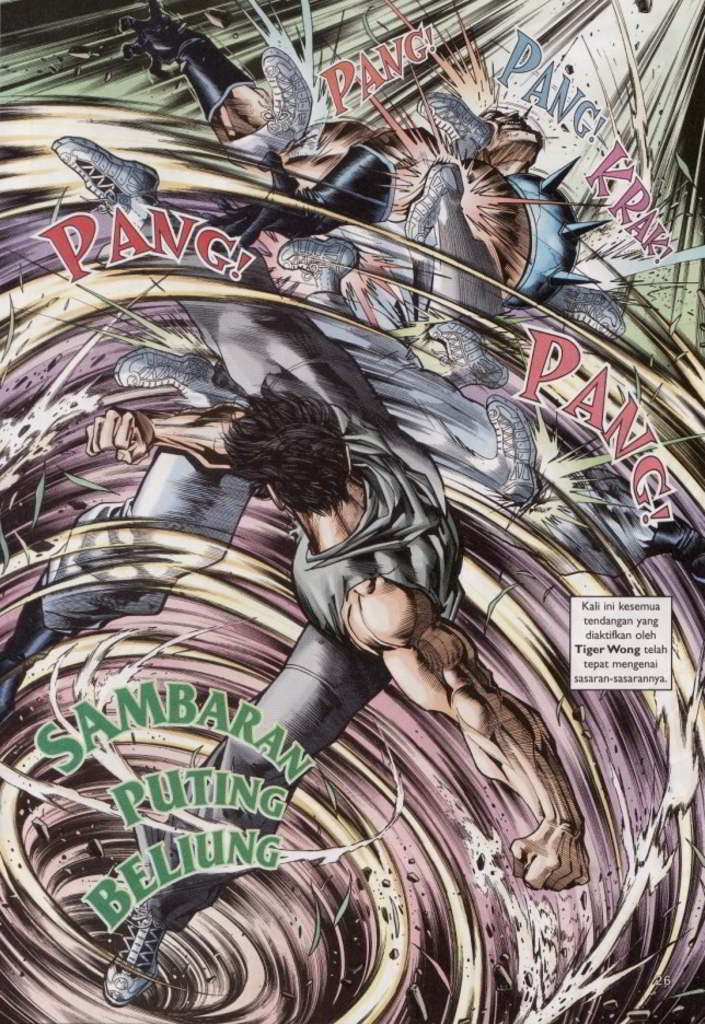 PANG!
PANG!
KRAK!
PANG!
PANG!
Kali ini kesemua
tendangan yang
diaktifkan oleh
Tiger Wong telah
tepat mengenai
sasaran-sasarannya.
SAMBARAN
PUTING
BELIUNG
26